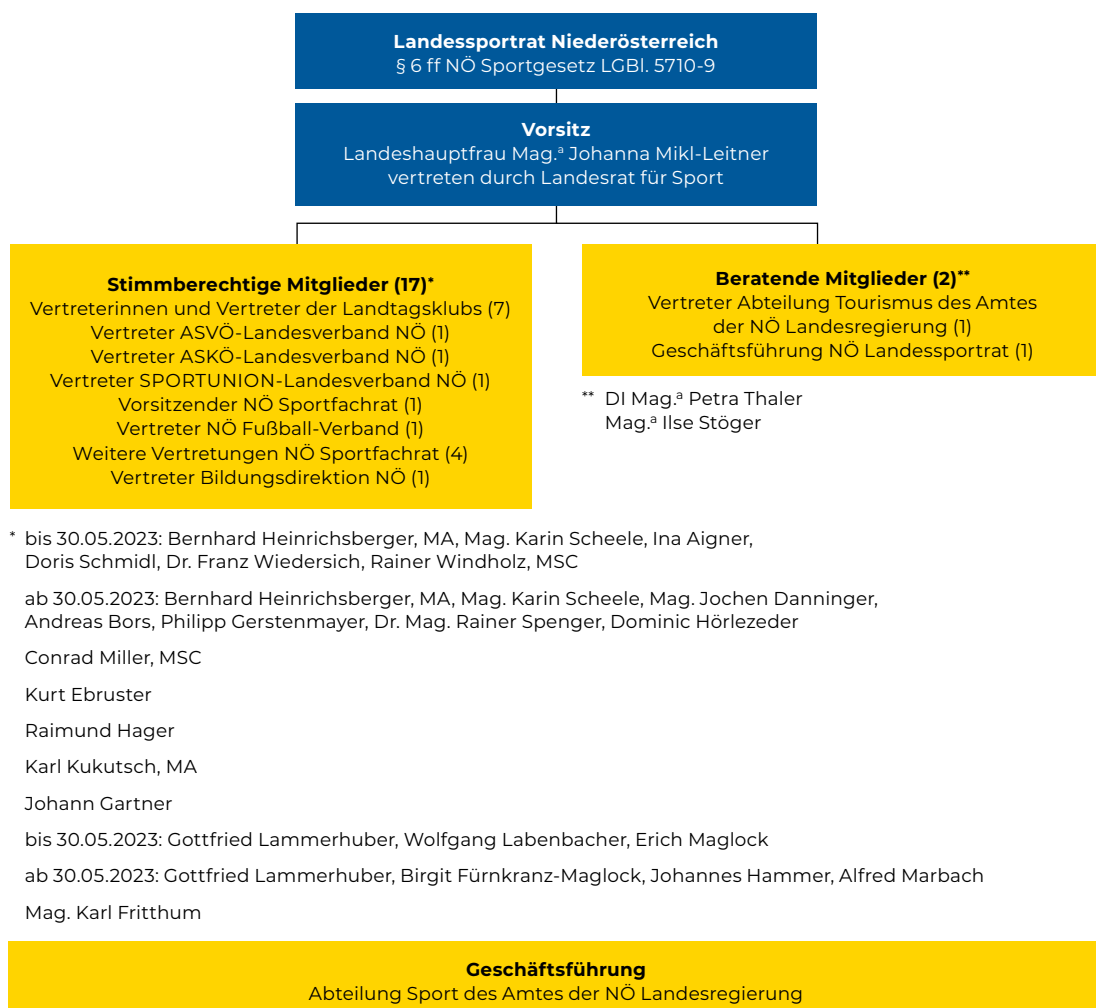 Landessportrat Niederösterreich
§ 6 ff NÖ Sportgesetz LGBl. 5710-9
Vorsitz
Landeshauptfrau Mag.ª Johanna Mikl-Leitner
vertreten durch Landesrat für Sport
Stimmberechtige Mitglieder (17)*
Vertreterinnen und Vertreter der Landtagsklubs (7)
Vertreter ASVÖ-Landesverband NÖ (1)
Vertreter ASKÖ-Landesverband NÖ (1)
Vertreter SPORTUNION-Landesverband NÖ (1)
Vorsitzender NÖ Sportfachrat (1)
Vertreter NÖ Fußball-Verband (1)
Weitere Vertretungen NÖ Sportfachrat (4)
Vertreter Bildungsdirektion NÖ (1)
Beratende Mitglieder (2)**
Vertreter Abteilung Tourismus des Amtes
der NÖ Landesregierung (1)
Geschäftsführung NÖ Landessportrat (1)
** DI Mag.ª Petra Thaler
Mag.ª Ilse Stöger
* bis 30.05.2023: Bernhard Heinrichsberger, MA, Mag. Karin Scheele, Ina Aigner,
Doris Schmidl, Dr. Franz Wiedersich, Rainer Windholz, MSC
ab 30.05.2023: Bernhard Heinrichsberger, MA, Mag. Karin Scheele, Mag. Jochen Danninger,
Andreas Bors, Philipp Gerstenmayer, Dr. Mag. Rainer Spenger, Dominic Hörlezeder
Conrad Miller, MSC
Kurt Ebruster
Raimund Hager
Karl Kukutsch, MA
Johann Gartner
bis 30.05.2023: Gottfried Lammerhuber, Wolfgang Labenbacher, Erich Maglock
ab 30.05.2023: Gottfried Lammerhuber, Birgit Fürnkranz-Maglock, Johannes Hammer, Alfred Marbach
Mag. Karl Fritthum
Geschäftsführung
Abteilung Sport des Amtes der NÖ Landesregierung